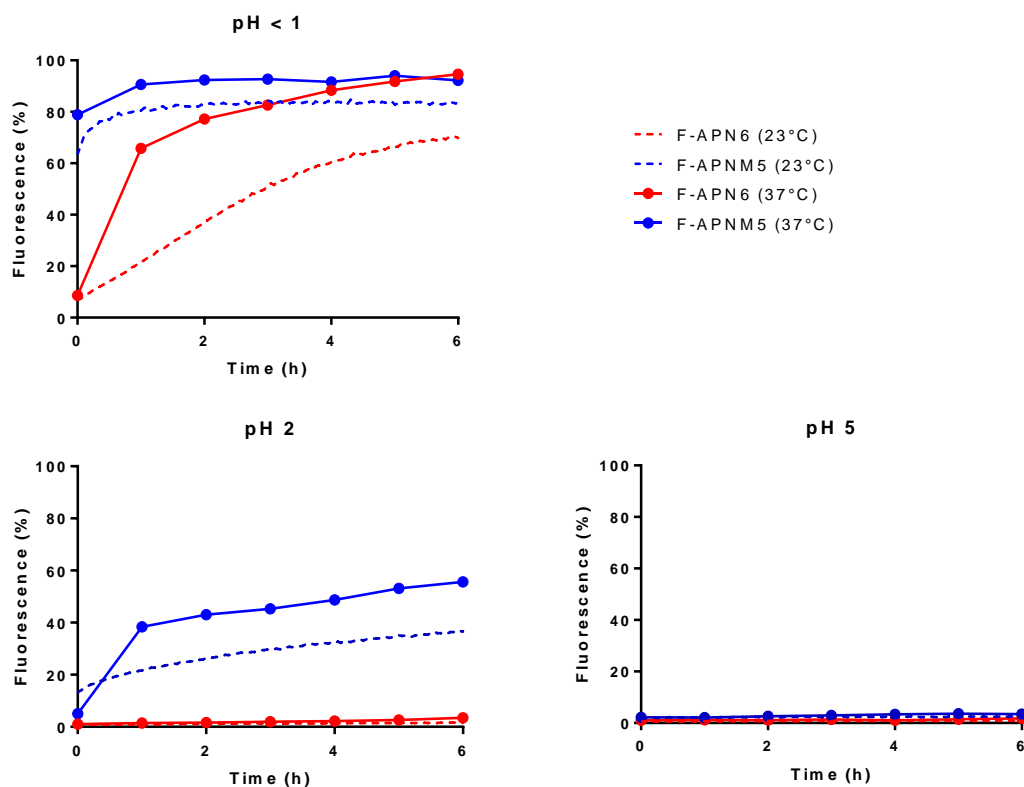 pH < 1
Fluorescence (%)
100
80
60
40
20
0
0 2 4 6
Time (h)
F-APN6 (23°C)
F-APNM5 (23°C)
F-APN6 (37°C)
F-APNM5 (37°C)
pH 2
Fluorescence (%)
100
80
60
40
20
0
0 2 4 6
Time (h)
pH 5
Fluorescence (%)
100
80
60
40
20
0
0 2 4 6
Time (h)